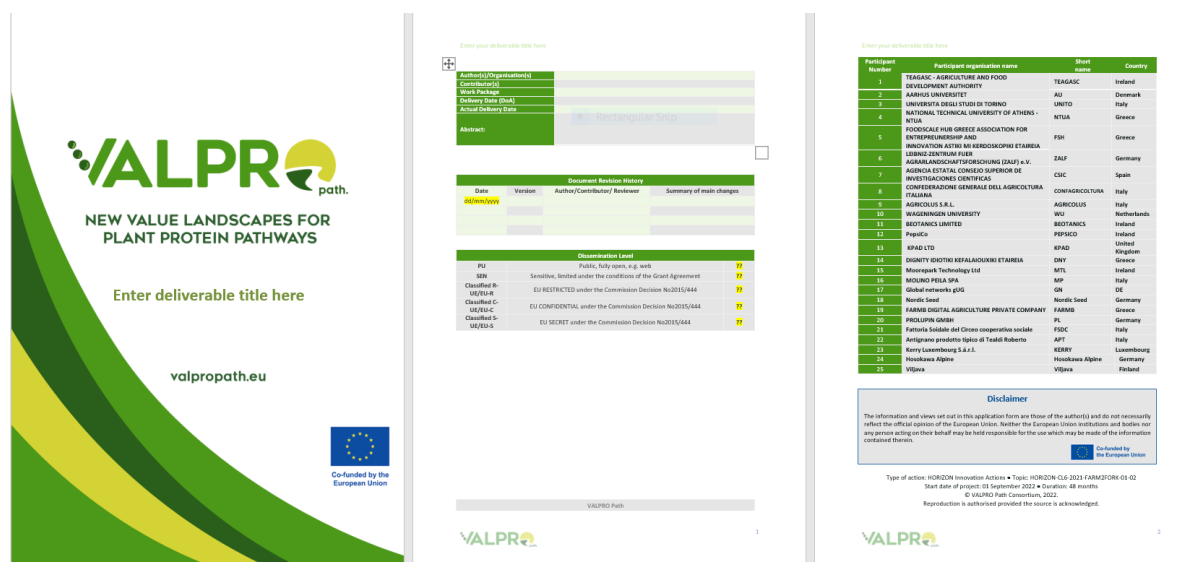 VALPRO
path.
NEW VALUE LANDSCAPES FOR
PLANT PROTEIN PATHWAYS
Enter deliverable title here
valpropath.eu
Co-funded by the
European Union
Enter your deliverable title here
Author(s)/Organisation(s)
Contributor(s)
Work Package
Delivery Date (DoA)
Actual Delivery Date
Abstract:
Rectangular Snip
Document Revision History
Date Version Author/Contributor/ Reviewer Summary of main changes
dd/mm/yyyy
Dissemination Level
PU Public, fully open, e.g. web ??
SEN Sensitive, limited under the conditions of the Grant Agreement ??
Classified R-
UE/EU-R EU RESTRICTED under the Commission Decision No2015/444 ??
Classified C-
UE/EU-C EU CONFIDENTIAL under the Commission Decision No2015/444 ??
Classified S-
UE/EU-S EU SECRET under the Commission Decision No2015/444 ??
VALPRO Path
VALPRO
path.
1
Enter your deliverable title here
Participant
Number Participant organisation name Short
name Country
1 TEAGASC - AGRICULTURE AND FOOD
DEVELOPMENT AUTHORITY TEAGASC Ireland
2 AARHUS UNIVERSITET AU Denmark
3 UNIVERSITA DEGLI STUDI DI TORINO UNITO Italy
4 NATIONAL TECHNICAL UNIVERSITY OF ATHENS -
NTUA NTUA Greece
5 FOODSCALE HUB GREECE ASSOCIATION FOR
ENTREPREUNERSHIP AND
INNOVATION ASTIKI MI KERDOSKOPIKI ETAIREIA FSH Greece
6 LEIBNIZ-ZENTRUM FUER
AGRARLANDSCHAFTSFORSCHUNG (ZALF) e.V. ZALF Germany
7 AGENCIA ESTATAL CONSEJO SUPERIOR DE
INVESTIGACIONES CIENTIFICAS CSIC Spain
8 CONFEDERAZIONE GENERALE DELL AGRICOLTURA
ITALIANA CONFAGRICOLTURA Italy
9 AGRICOLUS S.R.L. AGRICOLUS Italy
10 WAGENINGEN UNIVERSITY WU Netherlands
11 BEOTANICS LIMITED BEOTANICS Ireland
12 PepsiCo PEPSICO Ireland
13 KPAD LTD KPAD United
Kingdom
14 DIGNITY IDIOTIKI KEFALAIOUXIKI ETAIREIA DNY Greece
15 Moorepark Technology Ltd MTL Ireland
16 MOLINO PEILA SPA MP Italy
17 Global networks gUG GN DE
18 Nordic Seed Nordic Seed Germany
19 FARMB DIGITAL AGRICULTURE PRIVATE COMPANY FARMB Greece
20 PROLUPIN GMBH PL Germany
21 Fattoria Soidale del Circeo cooperativa sociale FSDC Italy
22 Antignano prodotto tipico di Tealdi Roberto APT Italy
23 Kerry Luxembourg S.á.r.l. KERRY Luxembourg
24 Hosokawa Alpine Hosokawa Alpine Germany
25 Viljava Viljava Finland
Disclaimer
The information and views set out in this application form are those of the author(s) and do not necessarily
reflect the official opinion of the European Union. Neither the European Union institutions and bodies nor
any person acting on their behalf may be held responsible for the use which may be made of the information
contained therein.
Co-funded by
the European Union
Type of action: HORIZON Innovation Actions ● Topic: HORIZON-CL6-2021-FARM2FORK-01-02
Start date of project: 01 September 2022 ● Duration: 48 months
© VALPRO Path Consortium, 2022.
Reproduction is authorised provided the source is acknowledged.
VALPRO
path.
2